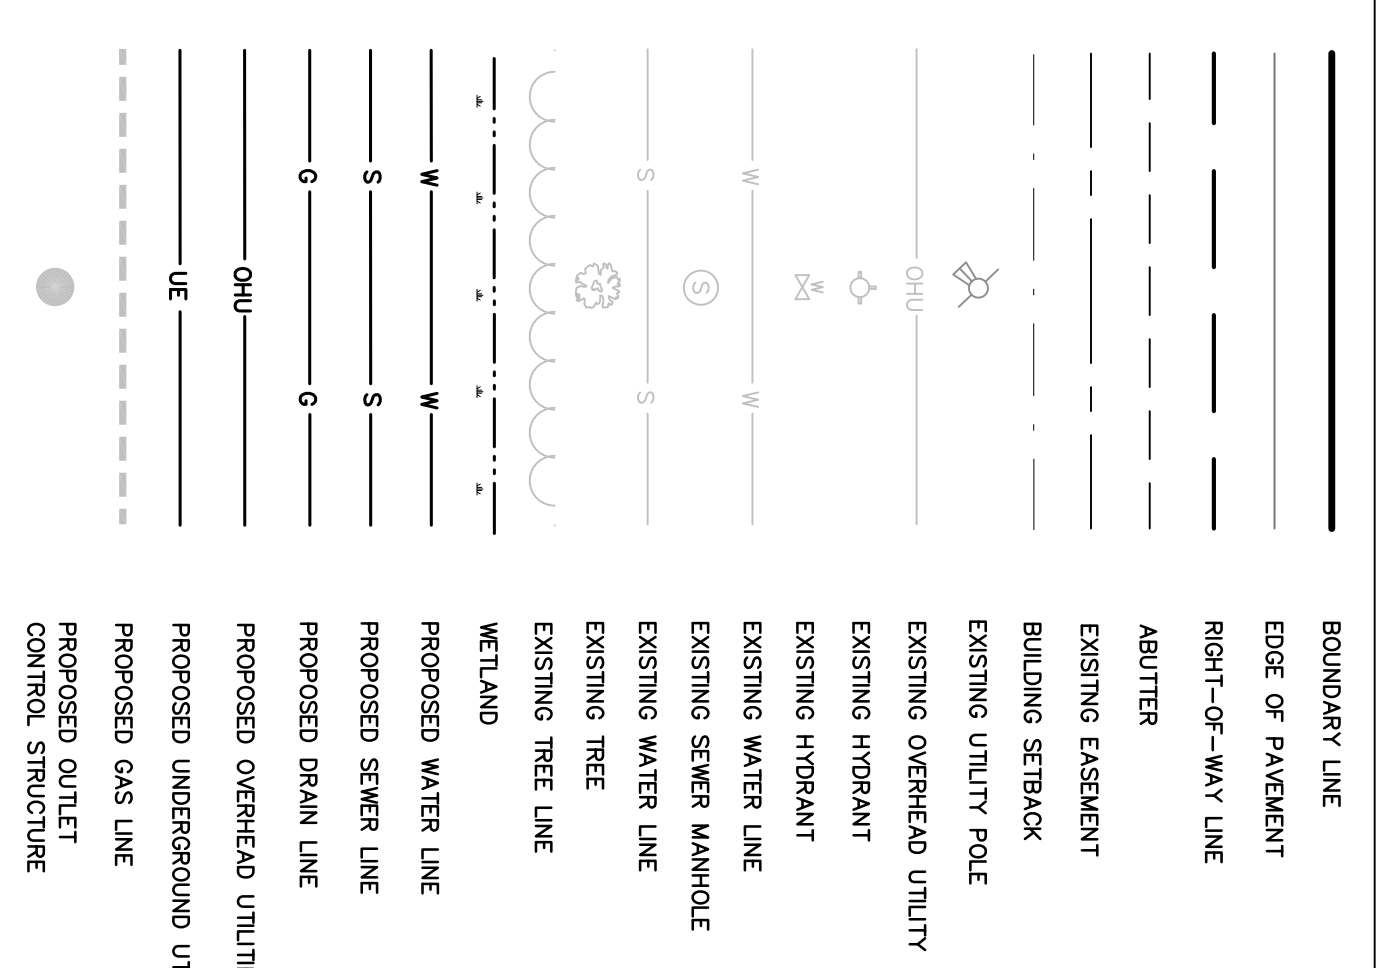 BOUNDARY LINE
EDGE OF PAVEMENT
RIGHT-OF-WAY LINE
ABUTTER
EXISITNG EASEMENT
BUILDING SETBACK
EXISTING UTILITY POLE
OHU EXISTING OVERHEAD UTILITY
EXISTING HYDRANT
W EXISTING HYDRANT
W W EXISTING WATER LINE
S EXISTING SEWER MANHOLE
S S EXISTING WATER LINE
EXISTING TREE
EXISTING TREE LINE
WETLAND
W W PROPOSED WATER LINE
S S PROPOSED SEWER LINE
G G PROPOSED DRAIN LINE
OHU PROPOSED OVERHEAD UTILITI
UE PROPOSED UNDERGROUND UT
PROPOSED GAS LINE
PROPOSED OUTLET
CONTROL STRUCTURE